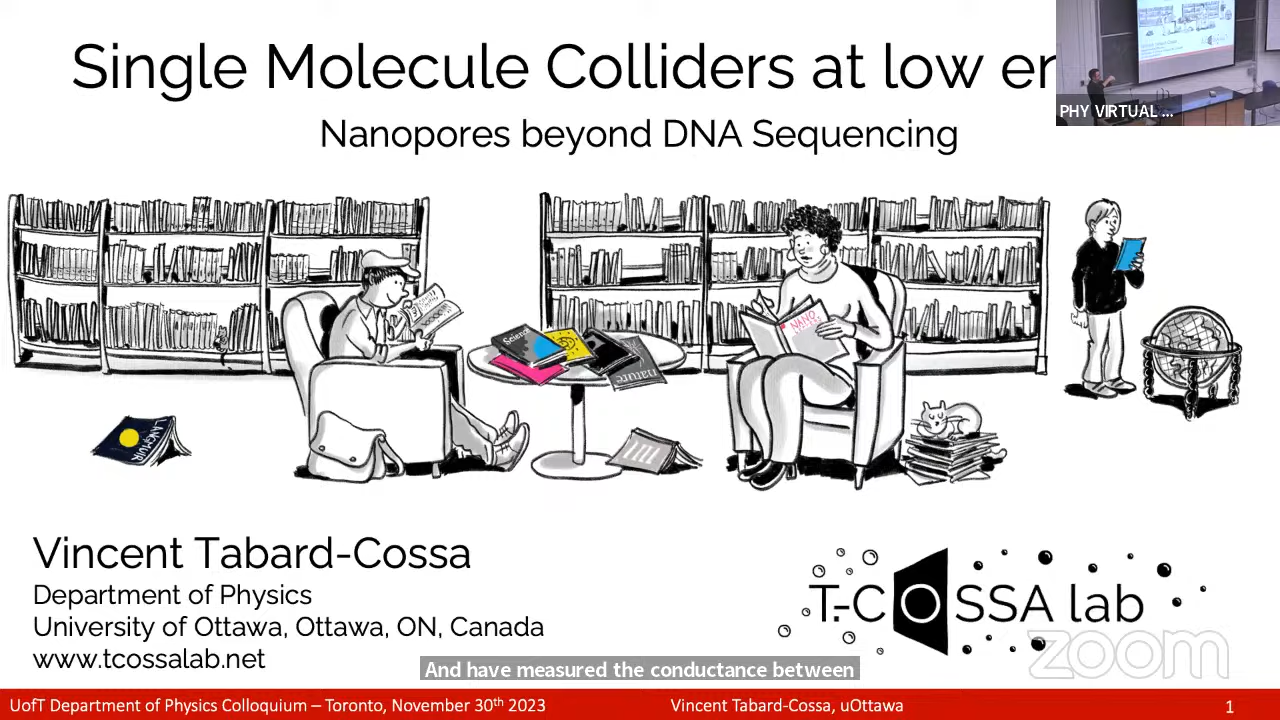 Single Molecule Colliders at low en
PHY VIRTUAL ...
Nanopores beyond DNA Sequencing
Science
nature
NANO
LANGMUIR
Vincent Tabard-Cossa
Department of Physics
University of Ottawa, Ottawa, ON, Canada
www.tcossalab.net
T-COSSA lab
zoom
And have measured the conductance between
UofT Department of Physics Colloquium – Toronto, November 30th 2023
Vincent Tabard-Cossa, uOttawa
1